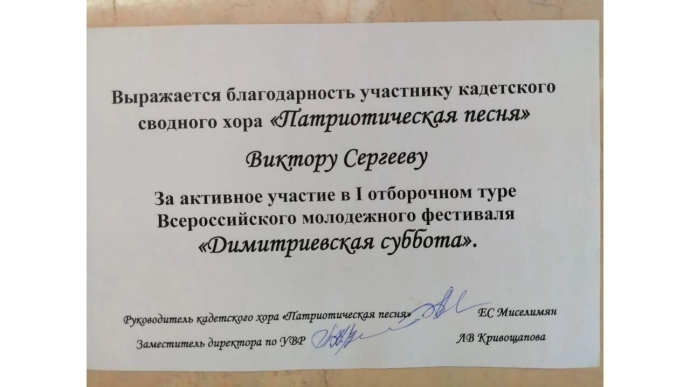 Выражается благодарность участнику кадетского
сводного хора «Патриотическая песня»
Виктору Сергееву
За активное участие в I отборочном туре
Всероссийского молодежного фестиваля
«Димитриевская суббота».
Руководитель кадетского хора «Патриотическая песня» ЕС Миселимян
Заместитель директора по УВР ЛВ Кривощапова